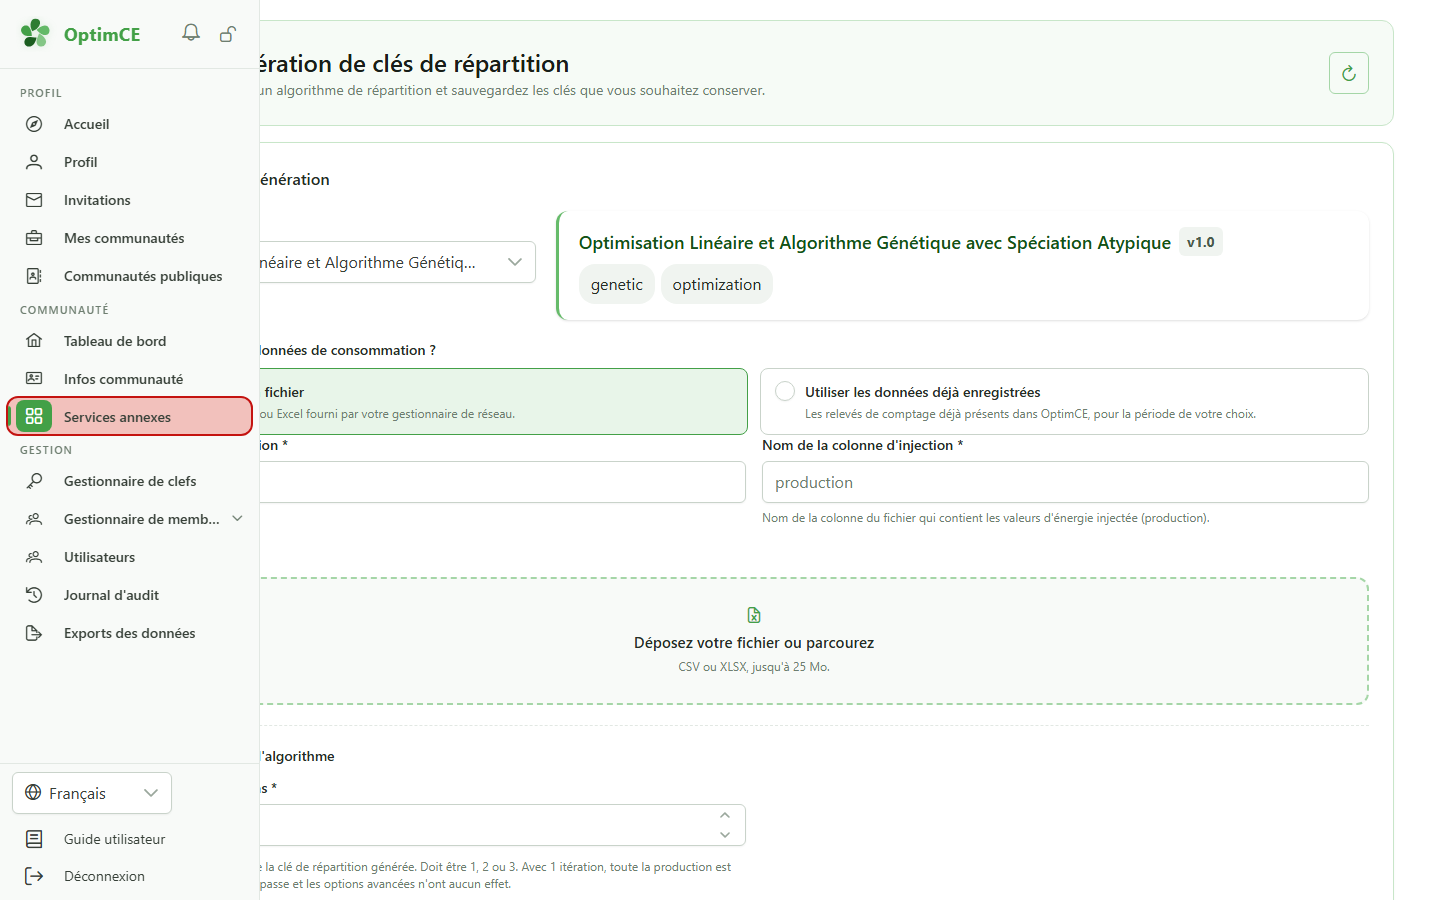 OptimCE
PROFIL
Accueil
Profil
Invitations
Mes communautés
Communautés publiques
COMMUNAUTÉ
Tableau de bord
Infos communauté
Services annexes
GESTION
Gestionnaire de clefs
Gestionnaire de memb...
Utilisateurs
Journal d'audit
Exports des données
Français
Guide utilisateur
Déconnexion
ération de clés de répartition
un algorithme de répartition et sauvegardez les clés que vous souhaitez conserver.
énération
néaire et Algorithme Génétiq...
Optimisation Linéaire et Algorithme Génétique avec Spéciation Atypique v1.0
genetic optimization
données de consommation ?
fichier
ou Excel fourni par votre gestionnaire de réseau.
Utiliser les données déjà enregistrées
Les relevés de comptage déjà présents dans OptimCE, pour la période de votre choix.
ion *
Nom de la colonne d'injection *
production
Nom de la colonne du fichier qui contient les valeurs d'énergie injectée (production).
Déposez votre fichier ou parcourez
CSV ou XLSX, jusqu'à 25 Mo.
l'algorithme
s *
la clé de répartition générée. Doit être 1, 2 ou 3. Avec 1 itération, toute la production est
passe et les options avancées n'ont aucun effet.